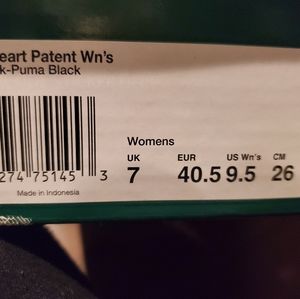 eart Patent Wn's
k-Puma Black
Womens
UK EUR US Wn's CM
7 40.5 9.5 26
274 75145 3
Made in Indonesia